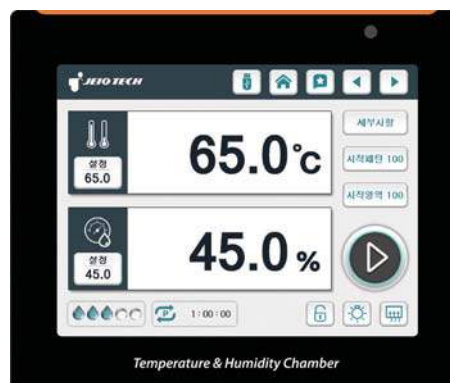 JEIO TECH
65.0 °C
설정
65.0
세부사항
시작패턴 100
시작영역 100
45.0 %
설정
45.0
P
1:00:00
Temperature & Humidity Chamber